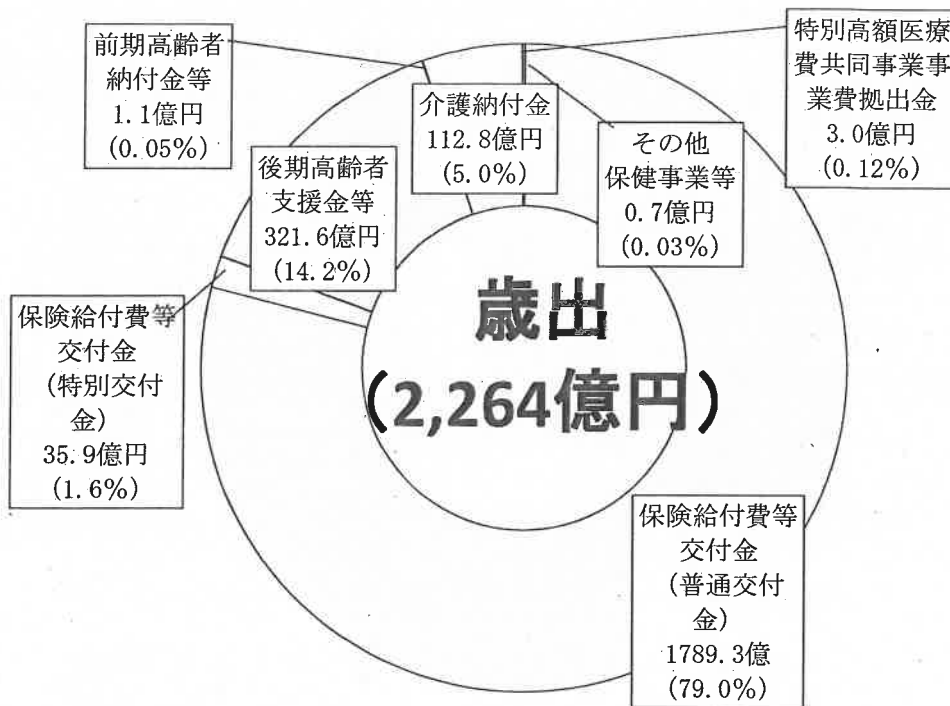 前期高齢者
納付金等
1.1億円
(0.05%)
介護納付金
112.8億円
(5.0%)
特別高額医療
費共同事業事
業費拠出金
3.0億円
(0.12%)
その他
保健事業等
0.7億円
(0.03%)
後期高齢者
支援金等
321.6億円
(14.2%)
保険給付費等
交付金
(特別交付
金)
35.9億円
(1.6%)
歳出
(2,264億円)
保険給付費等
交付金
(普通交付
金)
1789.3億
(79.0%)